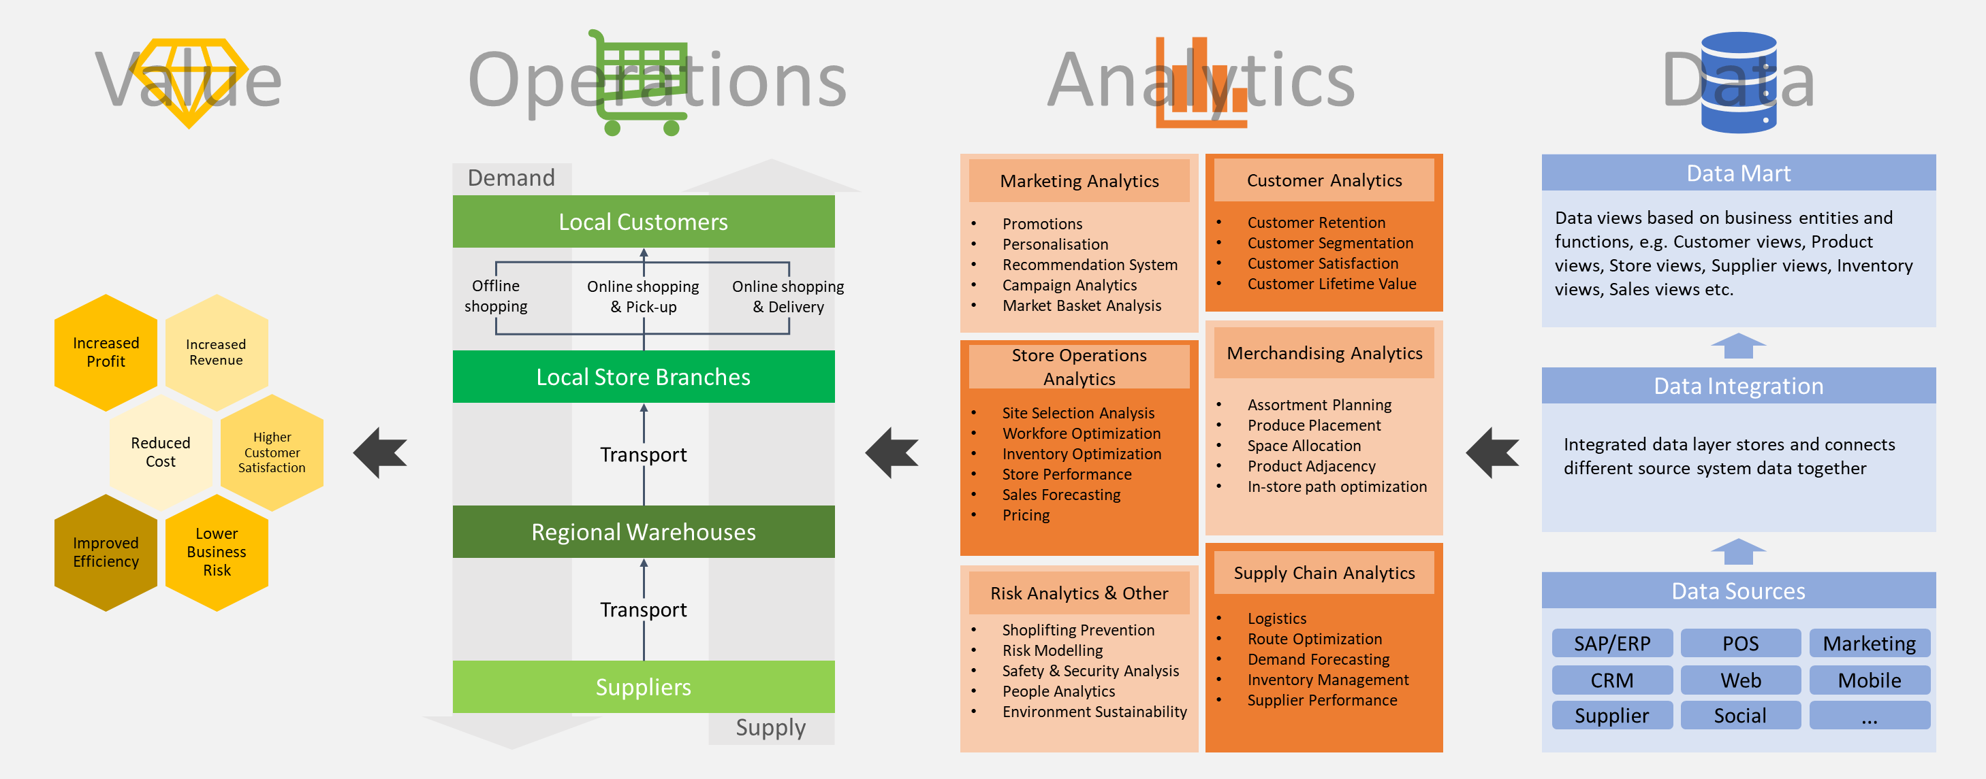 Value
Operations
Analytics
Data
Increased
Profit
Increased
Revenue
Reduced
Cost
Higher
Customer
Satisfaction
Improved
Efficiency
Lower
Business
Risk
Demand
Local Customers
Offline
shopping
Online shopping
& Pick-up
Online shopping
& Delivery
Local Store Branches
Transport
Regional Warehouses
Transport
Suppliers
Supply
Marketing Analytics
• Promotions
• Personalisation
• Recommendation System
• Campaign Analytics
• Market Basket Analysis
Store Operations
Analytics
• Site Selection Analysis
• Workfore Optimization
• Inventory Optimization
• Store Performance
• Sales Forecasting
• Pricing
Risk Analytics & Other
• Shoplifting Prevention
• Risk Modelling
• Safety & Security Analysis
• People Analytics
• Environment Sustainability
Customer Analytics
• Customer Retention
• Customer Segmentation
• Customer Satisfaction
• Customer Lifetime Value
Merchandising Analytics
• Assortment Planning
• Produce Placement
• Space Allocation
• Product Adjacency
• In-store path optimization
Supply Chain Analytics
• Logistics
• Route Optimization
• Demand Forecasting
• Inventory Management
• Supplier Performance
Data Mart
Data views based on business entities and
functions, e.g. Customer views, Product
views, Store views, Supplier views, Inventory
views, Sales views etc.
Data Integration
Integrated data layer stores and connects
different source system data together
Data Sources
SAP/ERP
POS
Marketing
CRM
Web
Mobile
Supplier
Social
...